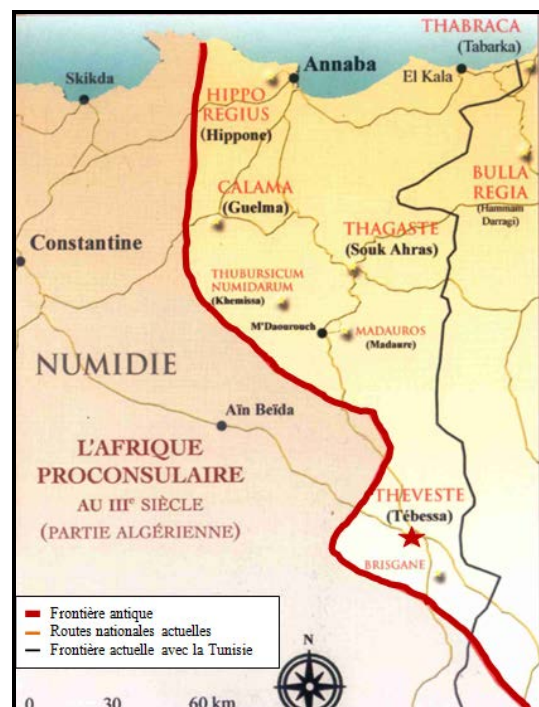 THABRACA
(Tabarka)
Annaba
Skikda
El Kala
HIPPO
REGIUS
(Hippone)
BULLA
REGIA
(Hammam
Darragi)
CALAMA
(Guelma)
THAGASTE
(Souk Ahras)
Constantine
THUBURSICUM
NUMIDARUM
(Khemissa)
M'Daourouch
MADAUROS
(Madaure)
NUMIDIE
Aïn Beïda
L'AFRIQUE
PROCONSULAIRE
AU IIIe SIÈCLE
(PARTIE ALGÉRIENNE)
THEVESTE
(Tébessa)
BRISGANE
Frontière antique
Routes nationales actuelles
Frontière actuelle avec la Tunisie
N
0 30 60 km